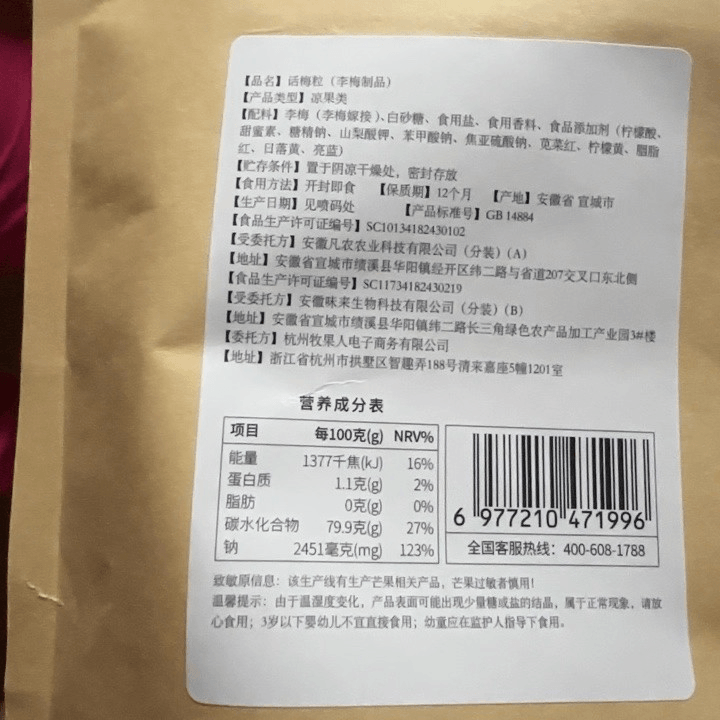 【品名】话梅粒（李梅制品）
【产品类型】凉果类
【配料】李梅（李梅嫁接）、白砂糖、食用盐、食用香料、食品添加剂（柠檬酸、
甜蜜素、糖精钠、山梨酸钾、苯甲酸钠、焦亚硫酸钠、苋菜红、柠檬黄、胭脂
红、日落黄、亮蓝）
【贮存条件】置于阴凉干燥处，密封存放
【食用方法】开封即食 【保质期】12个月 【产地】安徽省 宣城市
【生产日期】见喷码处 【产品标准号】GB 14884
【食品生产许可证编号】SC10134182430102
【受委托方】安徽凡农农业科技有限公司（分装）（A）
【地址】安徽省宣城市绩溪县华阳镇经开区纬二路与省道207交叉口东北侧
【食品生产许可证编号】SC11734182430219
【受委托方】安徽味来生物科技有限公司（分装）（B）
【地址】安徽省宣城市绩溪县华阳镇纬二路长三角绿色农产品加工产业园3#楼
【委托方】杭州牧果人电子商务有限公司
【地址】浙江省杭州市拱墅区智趣弄188号清来嘉座5幢1201室
营养成分表
项目 每100克(g) NRV%
能量 1377千焦(kJ) 16%
蛋白质 1.1克(g) 2%
脂肪 0克(g) 0%
碳水化合物 79.9克(g) 27%
钠 2451毫克(mg) 123%
6 977210 471996
全国客服热线：400-608-1788
致敏原信息：该生产线有生产芒果相关产品，芒果过敏者慎用！
温馨提示：由于温湿度变化，产品表面可能出现少量糖或盐的结晶，属于正常现象，请放
心食用；3岁以下婴幼儿不宜直接食用；幼童应在监护人指导下食用。